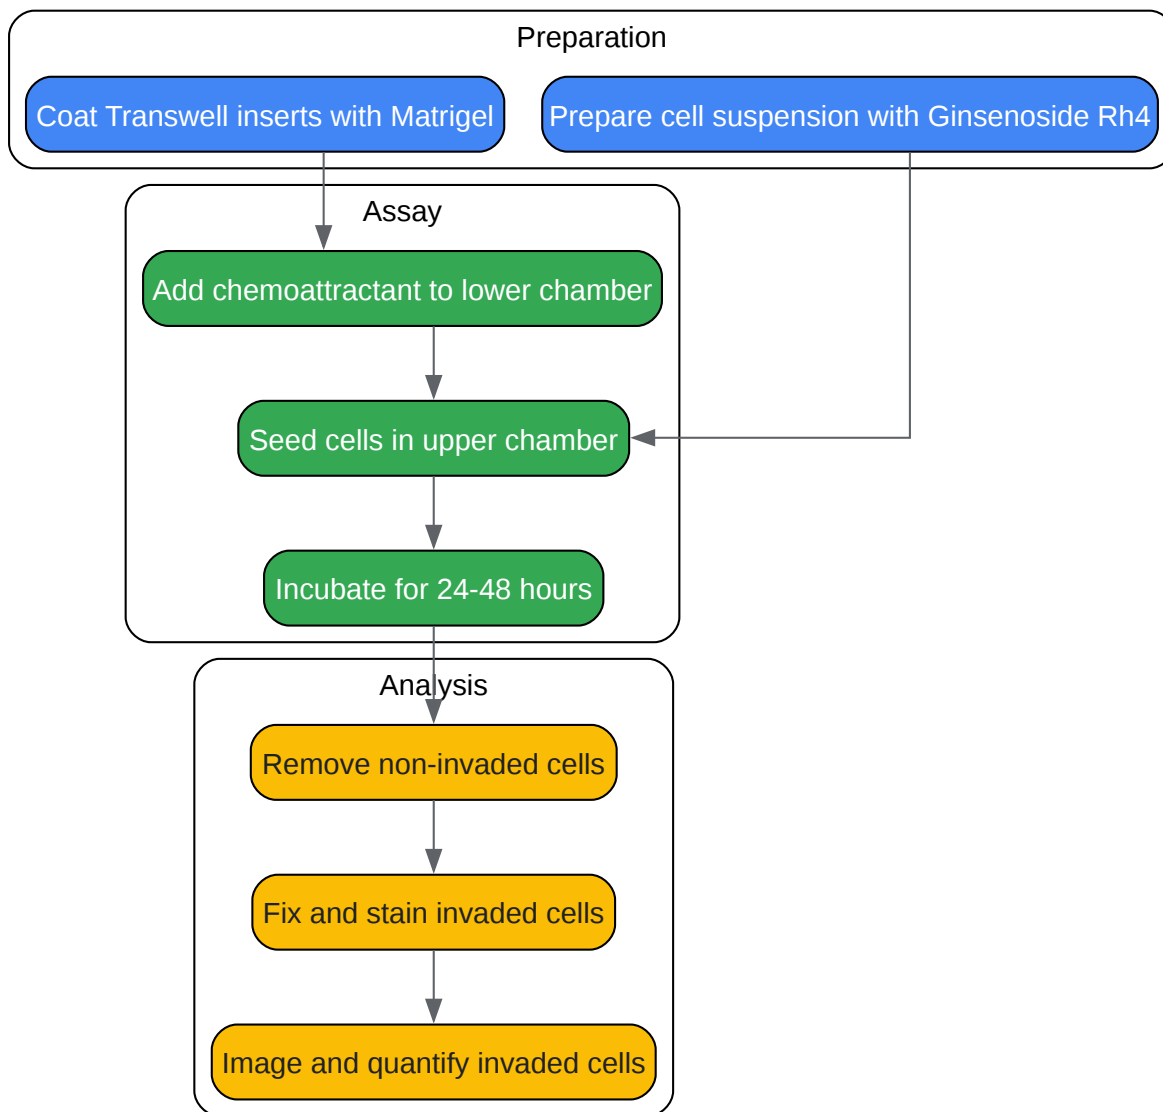 Preparation
Coat Transwell inserts with Matrigel
Prepare cell suspension with Ginsenoside Rh4
Assay
Add chemoattractant to lower chamber
Seed cells in upper chamber
Incubate for 24-48 hours
Analysis
Remove non-invaded cells
Fix and stain invaded cells
Image and quantify invaded cells